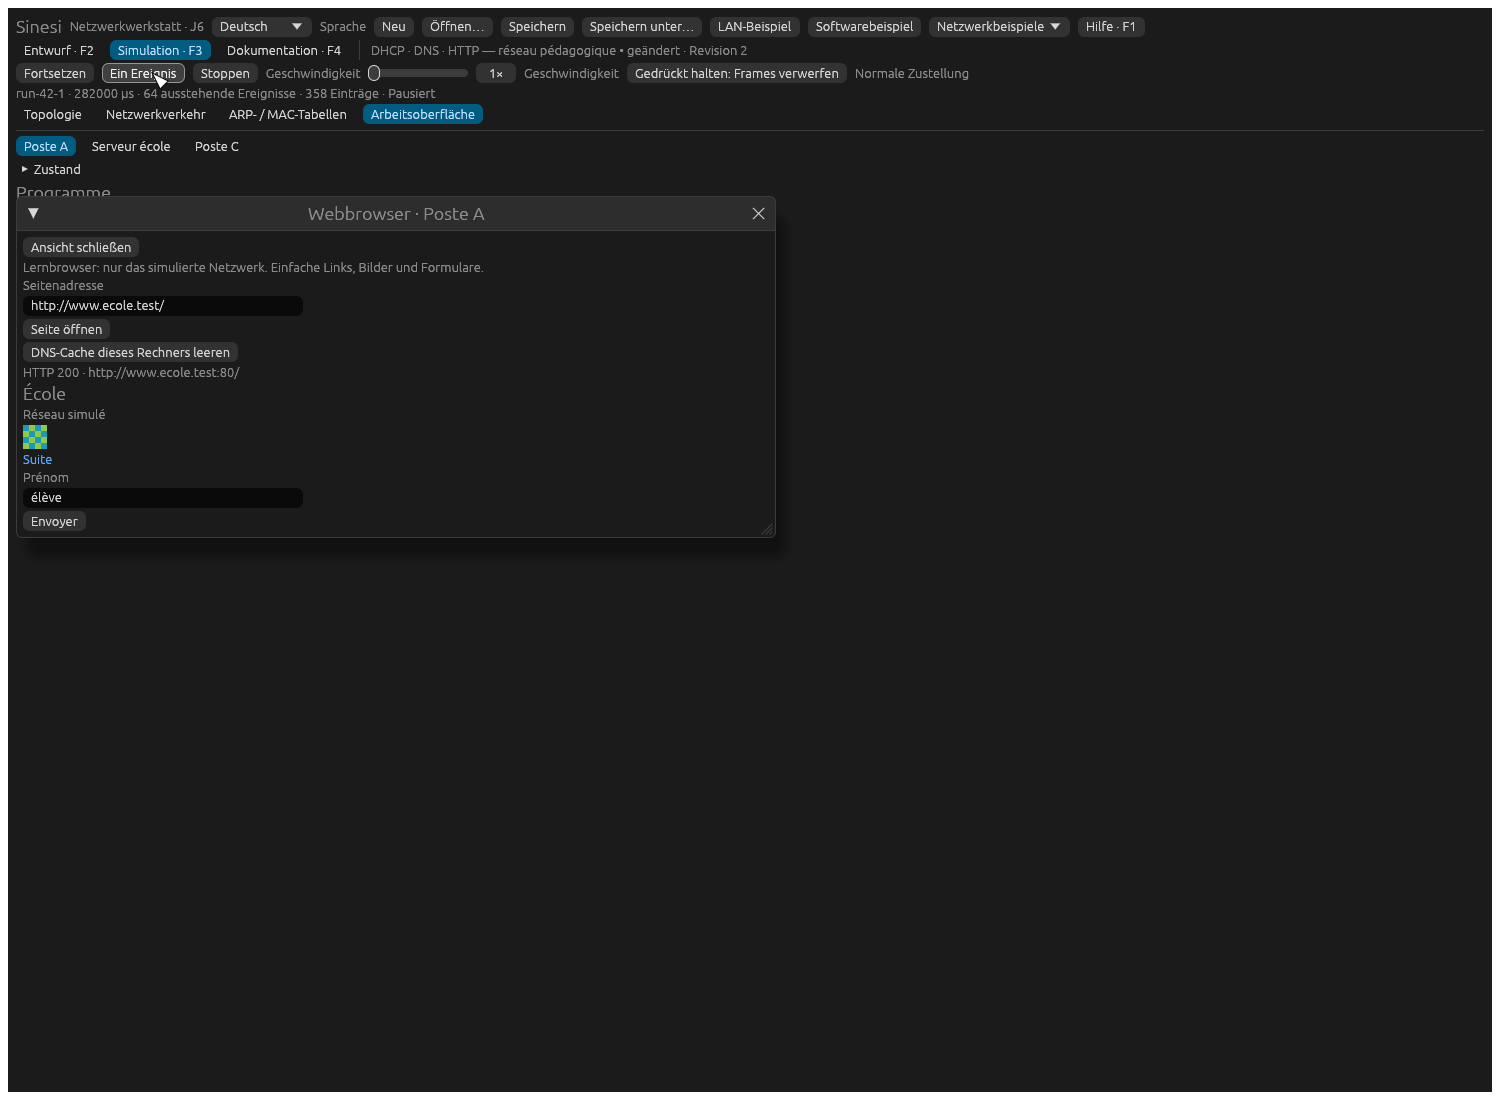 Sinesi Netzwerkwerkstatt · J6 Deutsch Sprache Neu Öffnen… Speichern Speichern unter… LAN-Beispiel Softwarebeispiel Netzwerkbeispiele Hilfe · F1
Entwurf · F2 Simulation · F3 Dokumentation · F4 DHCP · DNS · HTTP — réseau pédagogique • geändert · Revision 2
Fortsetzen Ein Ereignis Stoppen Geschwindigkeit 1× Geschwindigkeit Gedrückt halten: Frames verwerfen Normale Zustellung
run-42-1 · 282000 µs · 64 ausstehende Ereignisse · 358 Einträge · Pausiert
Topologie Netzwerkverkehr ARP- / MAC-Tabellen Arbeitsoberfläche
Poste A Serveur école Poste C
Zustand
Programme
Webbrowser · Poste A
Ansicht schließen
Lernbrowser: nur das simulierte Netzwerk. Einfache Links, Bilder und Formulare.
Seitenadresse
http://www.ecole.test/
Seite öffnen
DNS-Cache dieses Rechners leeren
HTTP 200 · http://www.ecole.test:80/
École
Réseau simulé
Suite
Prénom
élève
Envoyer